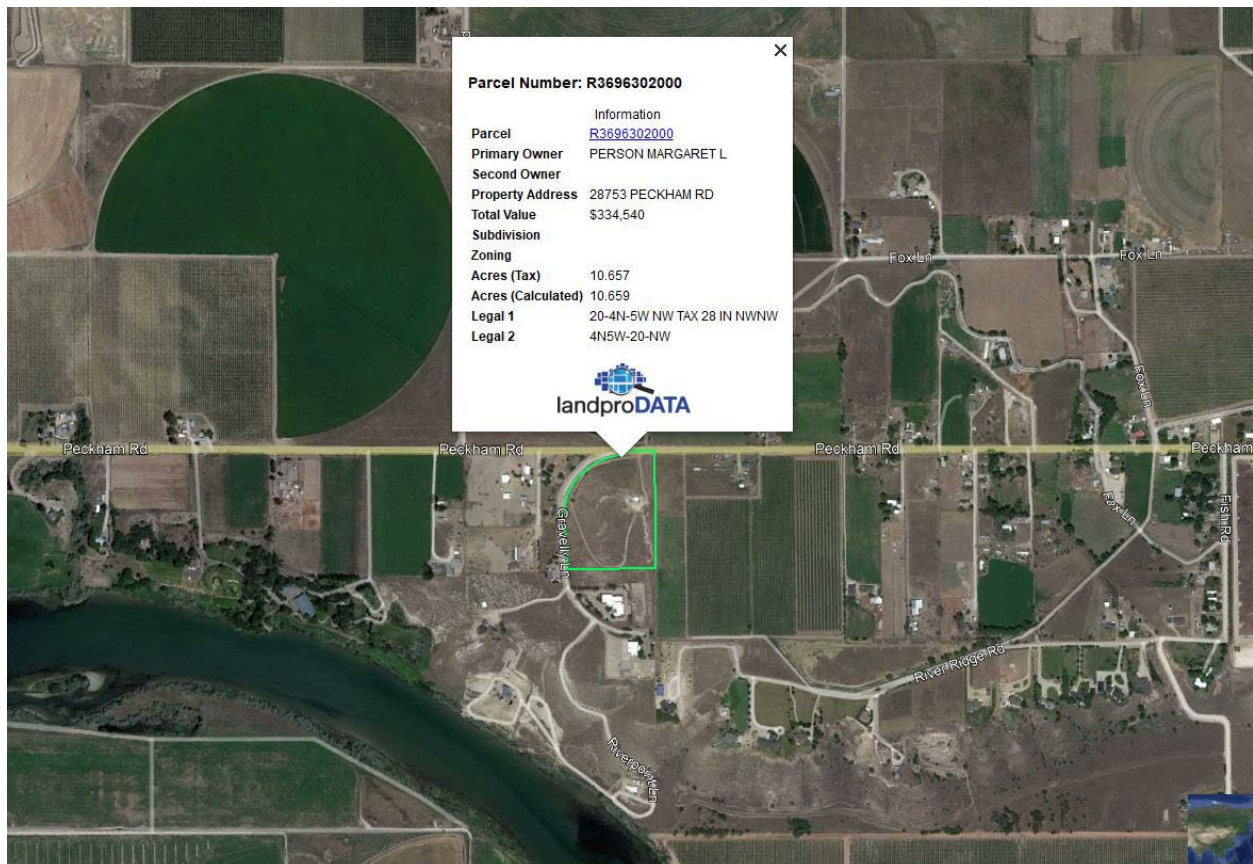 Parcel Number: R3696302000
Information
Parcel R3696302000
Primary Owner PERSON MARGARET L
Second Owner
Property Address 28753 PECKHAM RD
Total Value $334,540
Subdivision
Zoning
Acres (Tax) 10.657
Acres (Calculated) 10.659
Legal 1 20-4N-5W NW TAX 28 IN NWNW
Legal 2 4N5W-20-NW
landproDATA
Fox Ln
Fox Ln
Fox Ln
Peckham Rd
Peckham Rd
Peckham Rd
Peckham
Gravelly Ln
Fox Ln
Fish Rd
River Ridge Rd
Riverpoint Ln